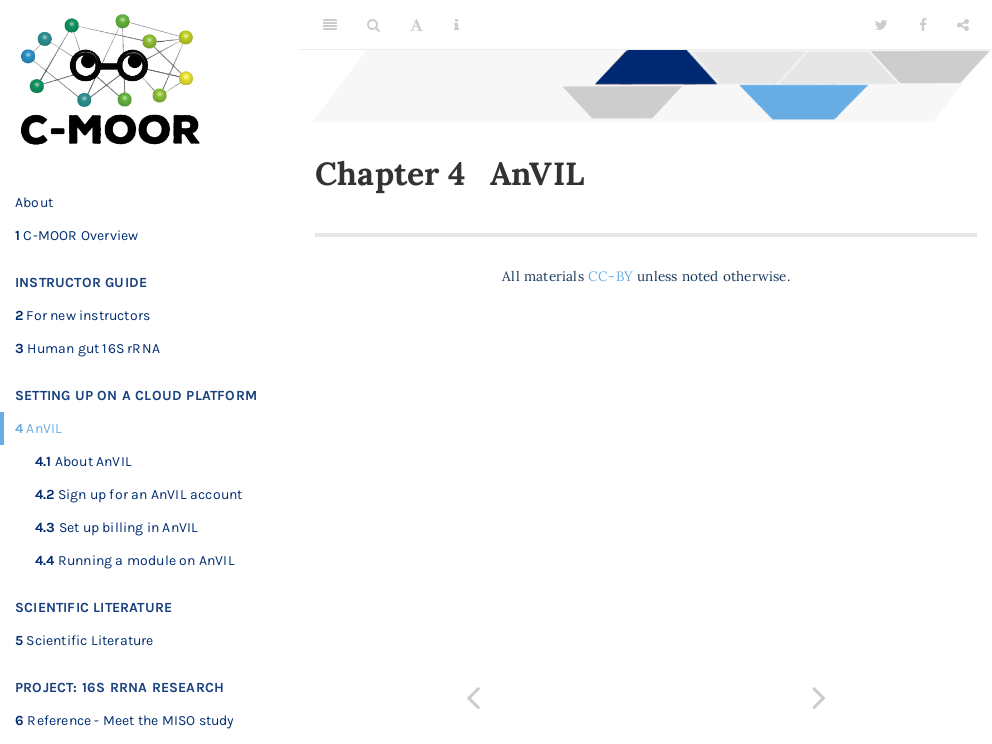 C-MOOR
About
1 C-MOOR Overview
INSTRUCTOR GUIDE
2 For new instructors
3 Human gut 16S rRNA
SETTING UP ON A CLOUD PLATFORM
4 AnVIL
4.1 About AnVIL
4.2 Sign up for an AnVIL account
4.3 Set up billing in AnVIL
4.4 Running a module on AnVIL
SCIENTIFIC LITERATURE
5 Scientific Literature
PROJECT: 16S RRNA RESEARCH
6 Reference - Meet the MISO study
Chapter 4 AnVIL
All materials CC-BY unless noted otherwise.